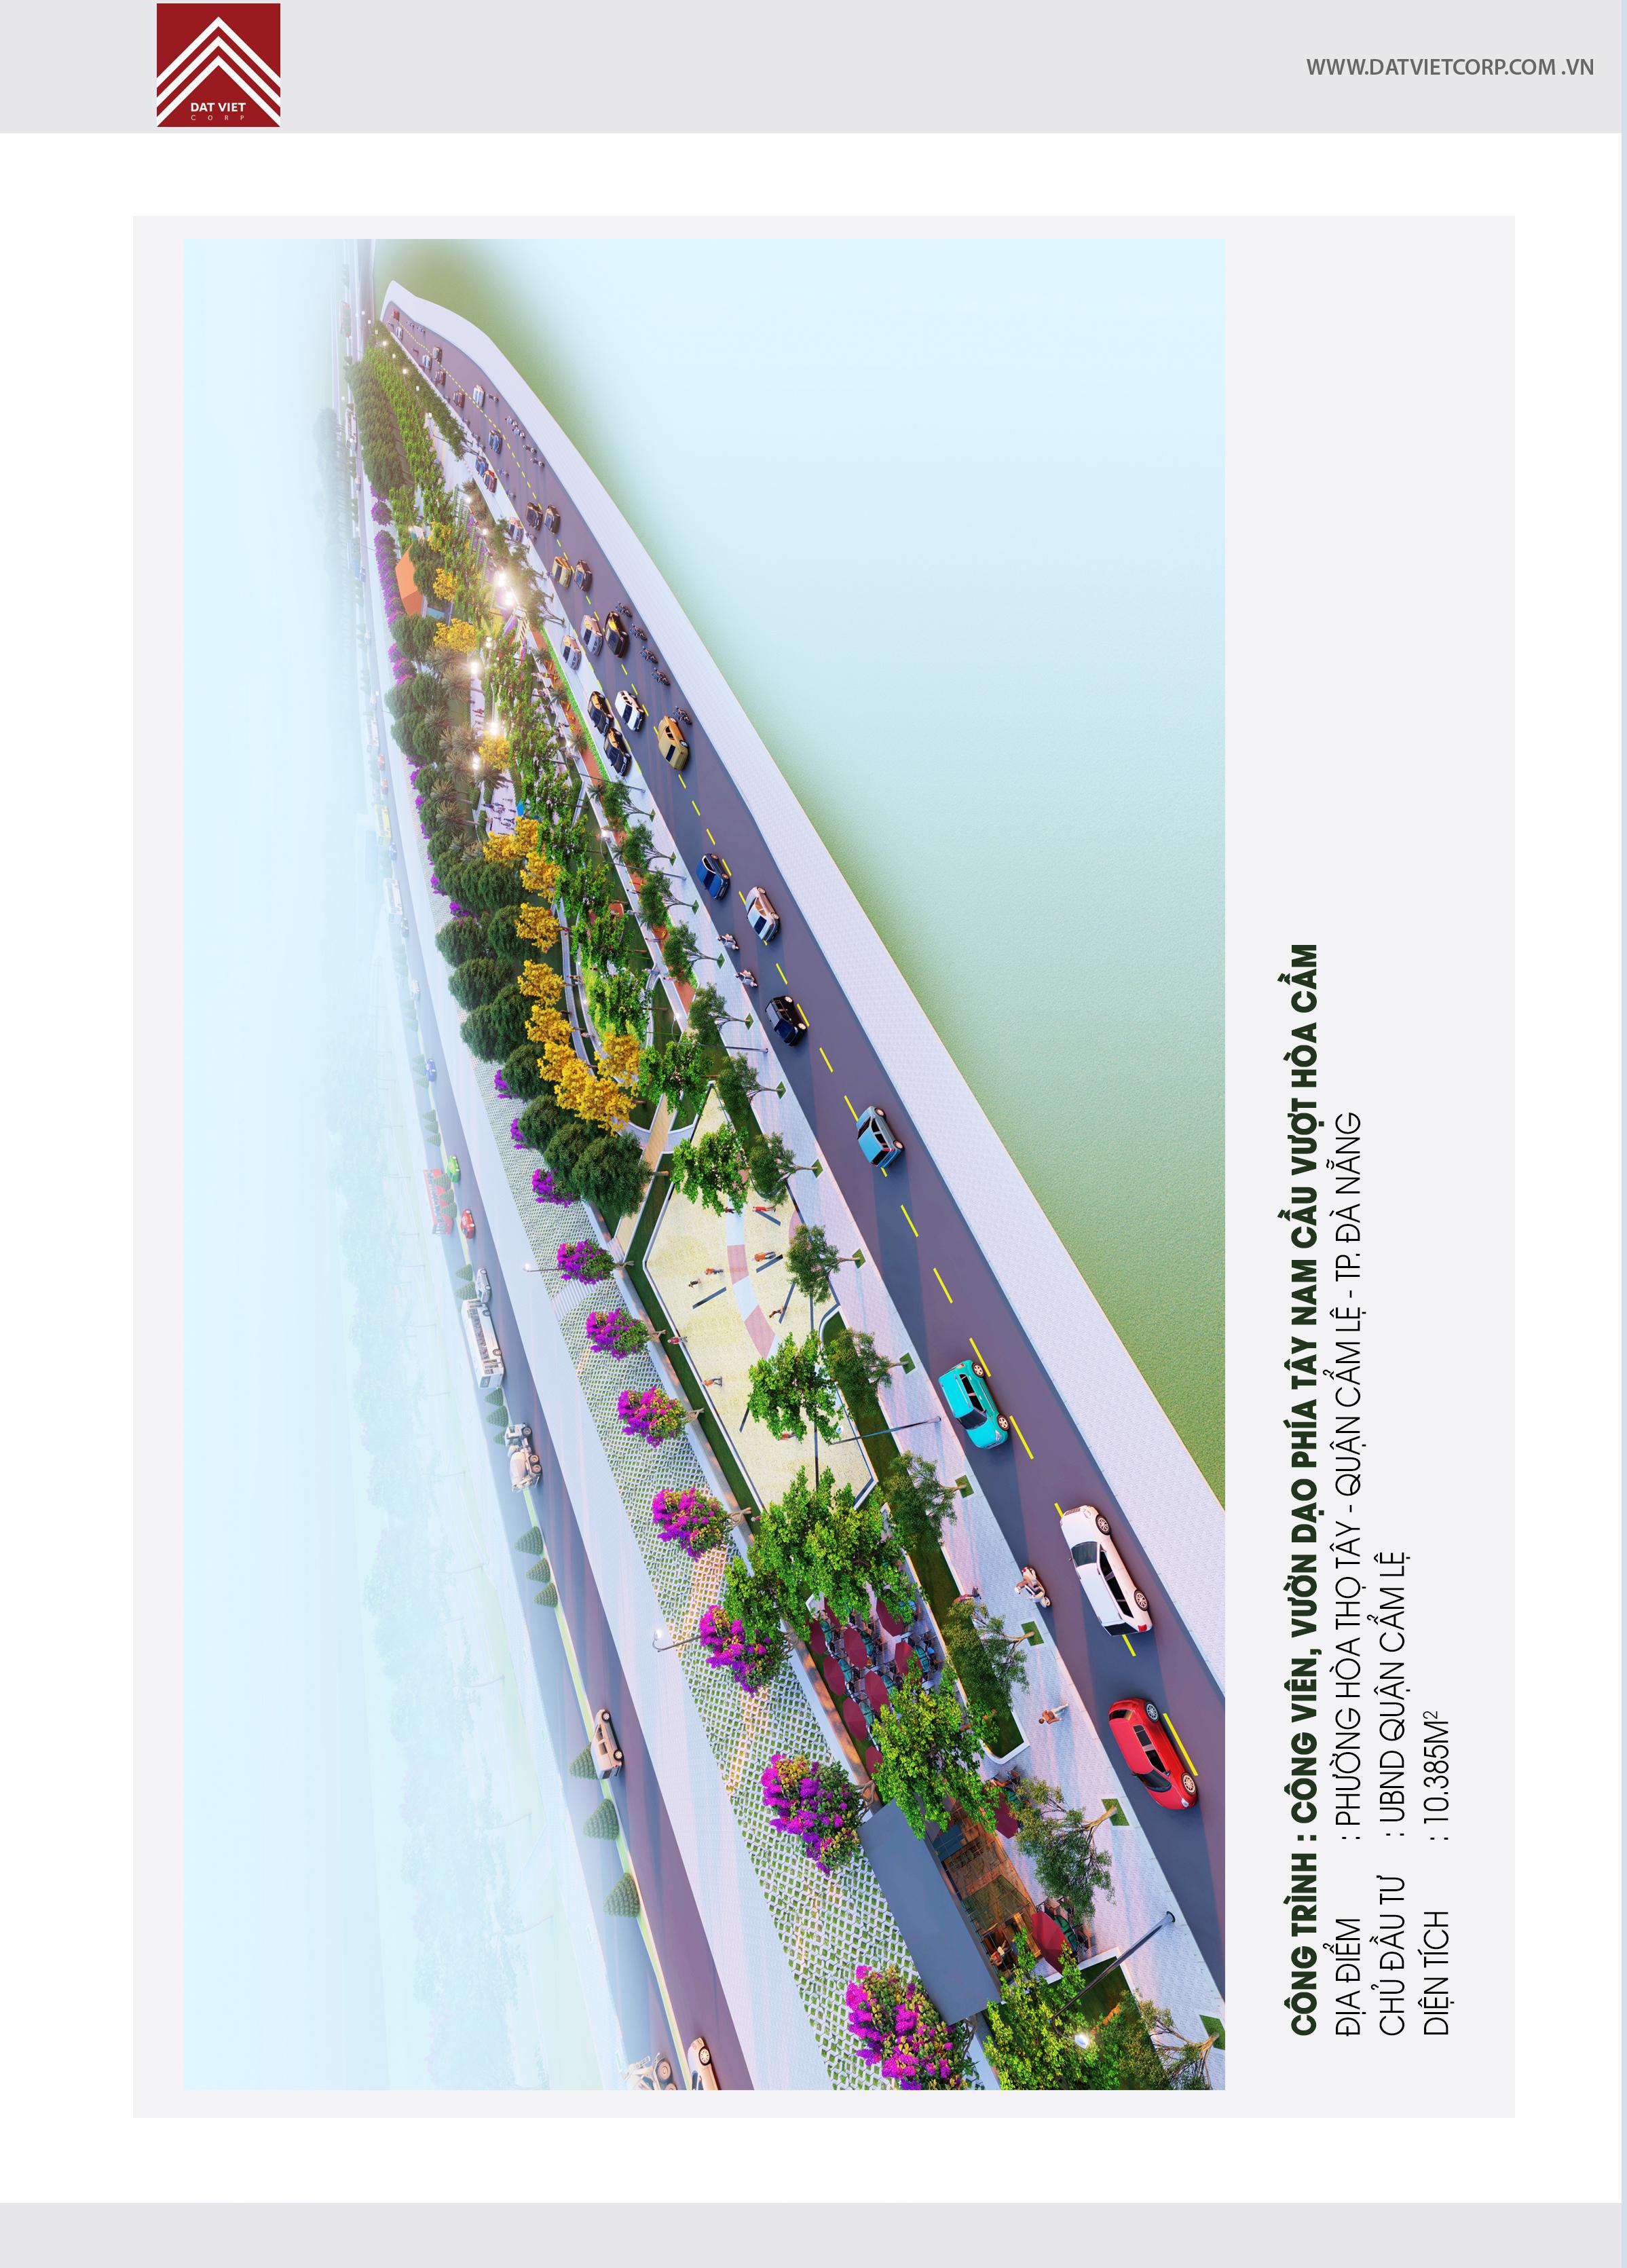 DAT VIET
CORP
WWW.DATVIETCORP.COM .VN
CÔNG TRÌNH : CÔNG VIÊN, VƯỜN DẠO PHÍA TÂY NAM CẦU VƯỢT HÒA CẦM
ĐỊA ĐIỂM : PHƯỜNG HÒA THỌ TÂY - QUẬN CẨM LỆ - TP. ĐÀ NẴNG
CHỦ ĐẦU TƯ : UBND QUẬN CẨM LỆ
DIỆN TÍCH : 10.385M²